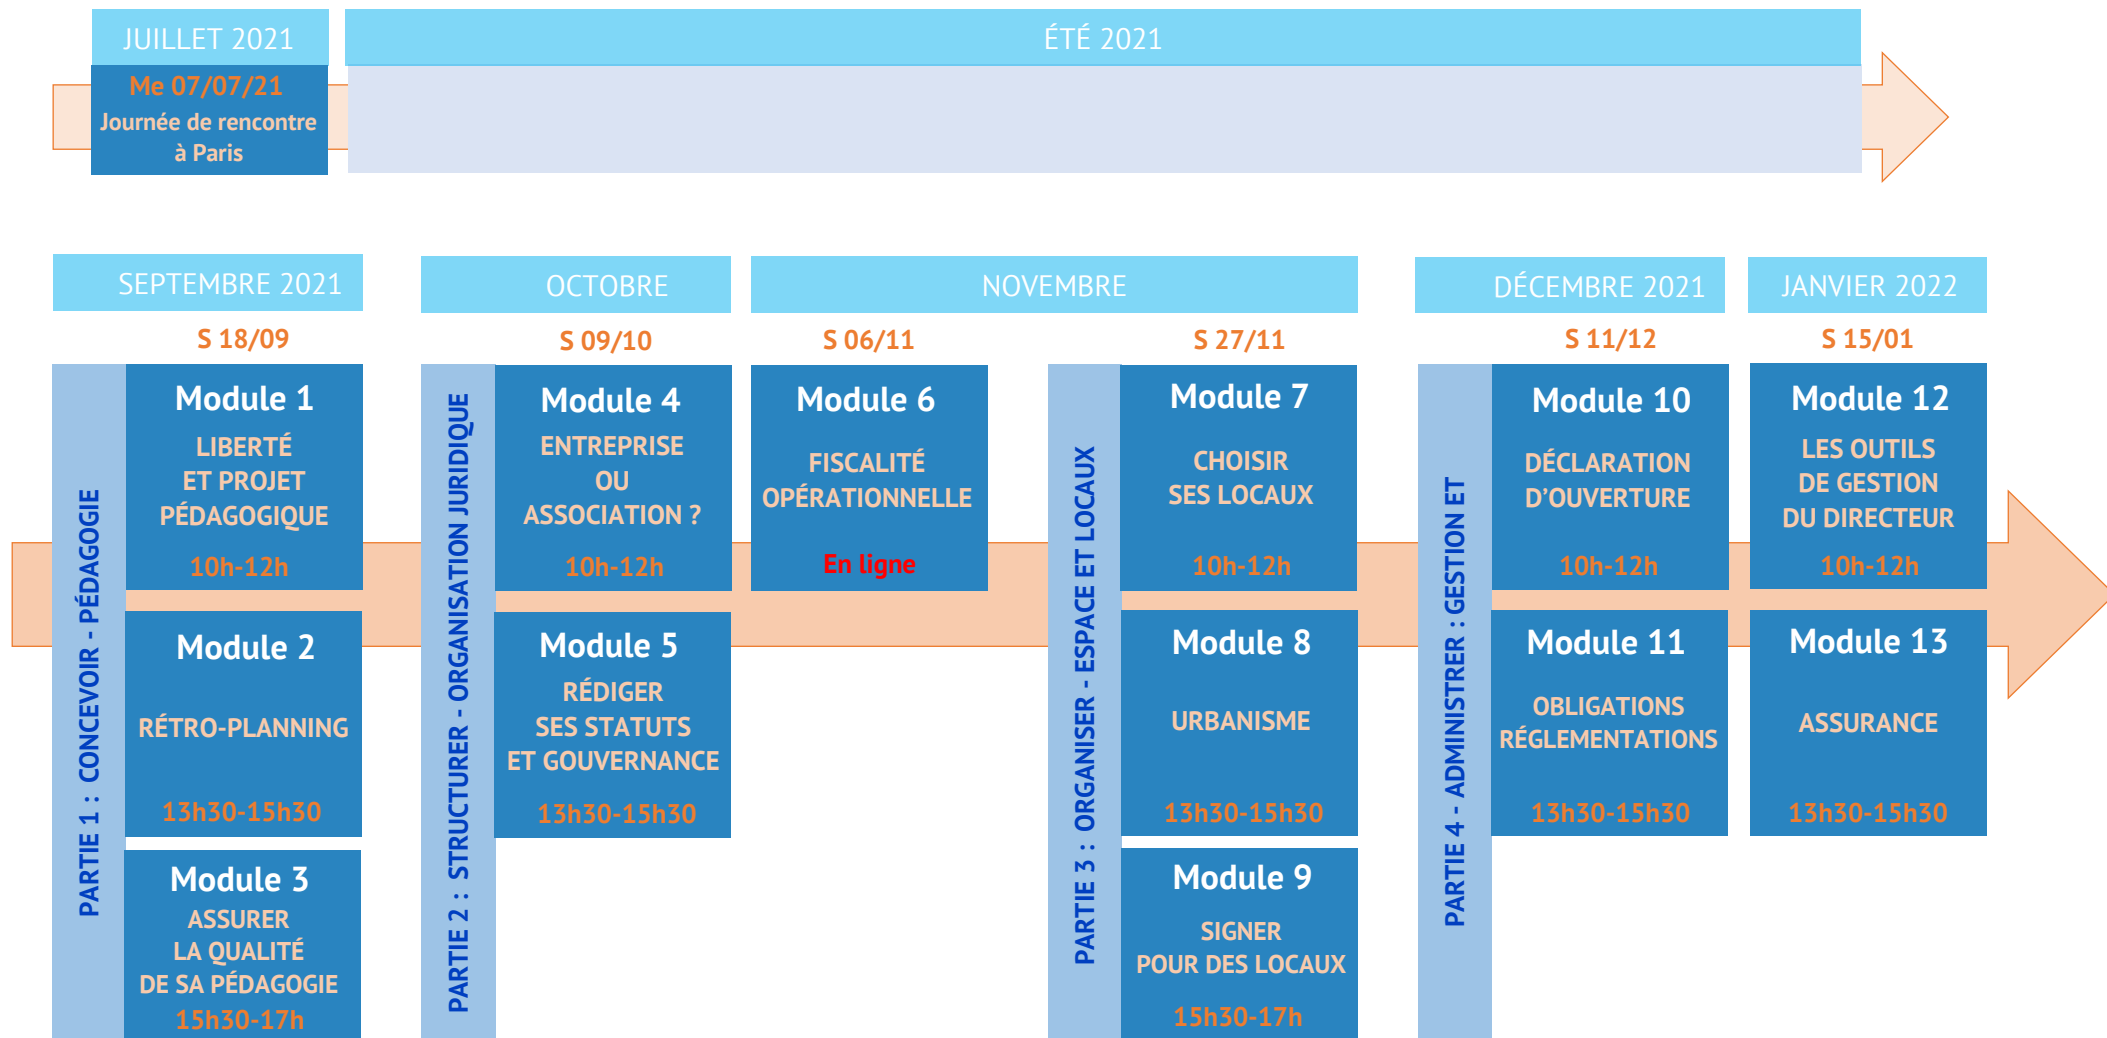 JUILLET 2021
Me 07/07/21
Journée de rencontre
à Paris
ÉTÉ 2021
SEPTEMBRE 2021
S 18/09
PARTIE 1 : CONCEVOIR - PÉDAGOGIE
Module 1
LIBERTÉ
ET PROJET
PÉDAGOGIQUE
10h-12h
Module 2
RÉTRO-PLANNING
13h30-15h30
Module 3
ASSURER
LA QUALITÉ
DE SA PÉDAGOGIE
15h30-17h
OCTOBRE
S 09/10
PARTIE 2 : STRUCTURER - ORGANISATION JURIDIQUE
Module 4
ENTREPRISE
OU
ASSOCIATION ?
10h-12h
Module 5
RÉDIGER
SES STATUTS
ET GOUVERNANCE
13h30-15h30
NOVEMBRE
S 06/11
Module 6
FISCALITÉ
OPÉRATIONNELLE
En ligne
S 27/11
PARTIE 3 : ORGANISER - ESPACE ET LOCAUX
Module 7
CHOISIR
SES LOCAUX
10h-12h
Module 8
URBANISME
13h30-15h30
Module 9
SIGNER
POUR DES LOCAUX
15h30-17h
DÉCEMBRE 2021
S 11/12
PARTIE 4 - ADMINISTRER : GESTION ET
Module 10
DÉCLARATION
D’OUVERTURE
10h-12h
Module 11
OBLIGATIONS
RÉGLEMENTATIONS
13h30-15h30
JANVIER 2022
S 15/01
Module 12
LES OUTILS
DE GESTION
DU DIRECTEUR
10h-12h
Module 13
ASSURANCE
13h30-15h30